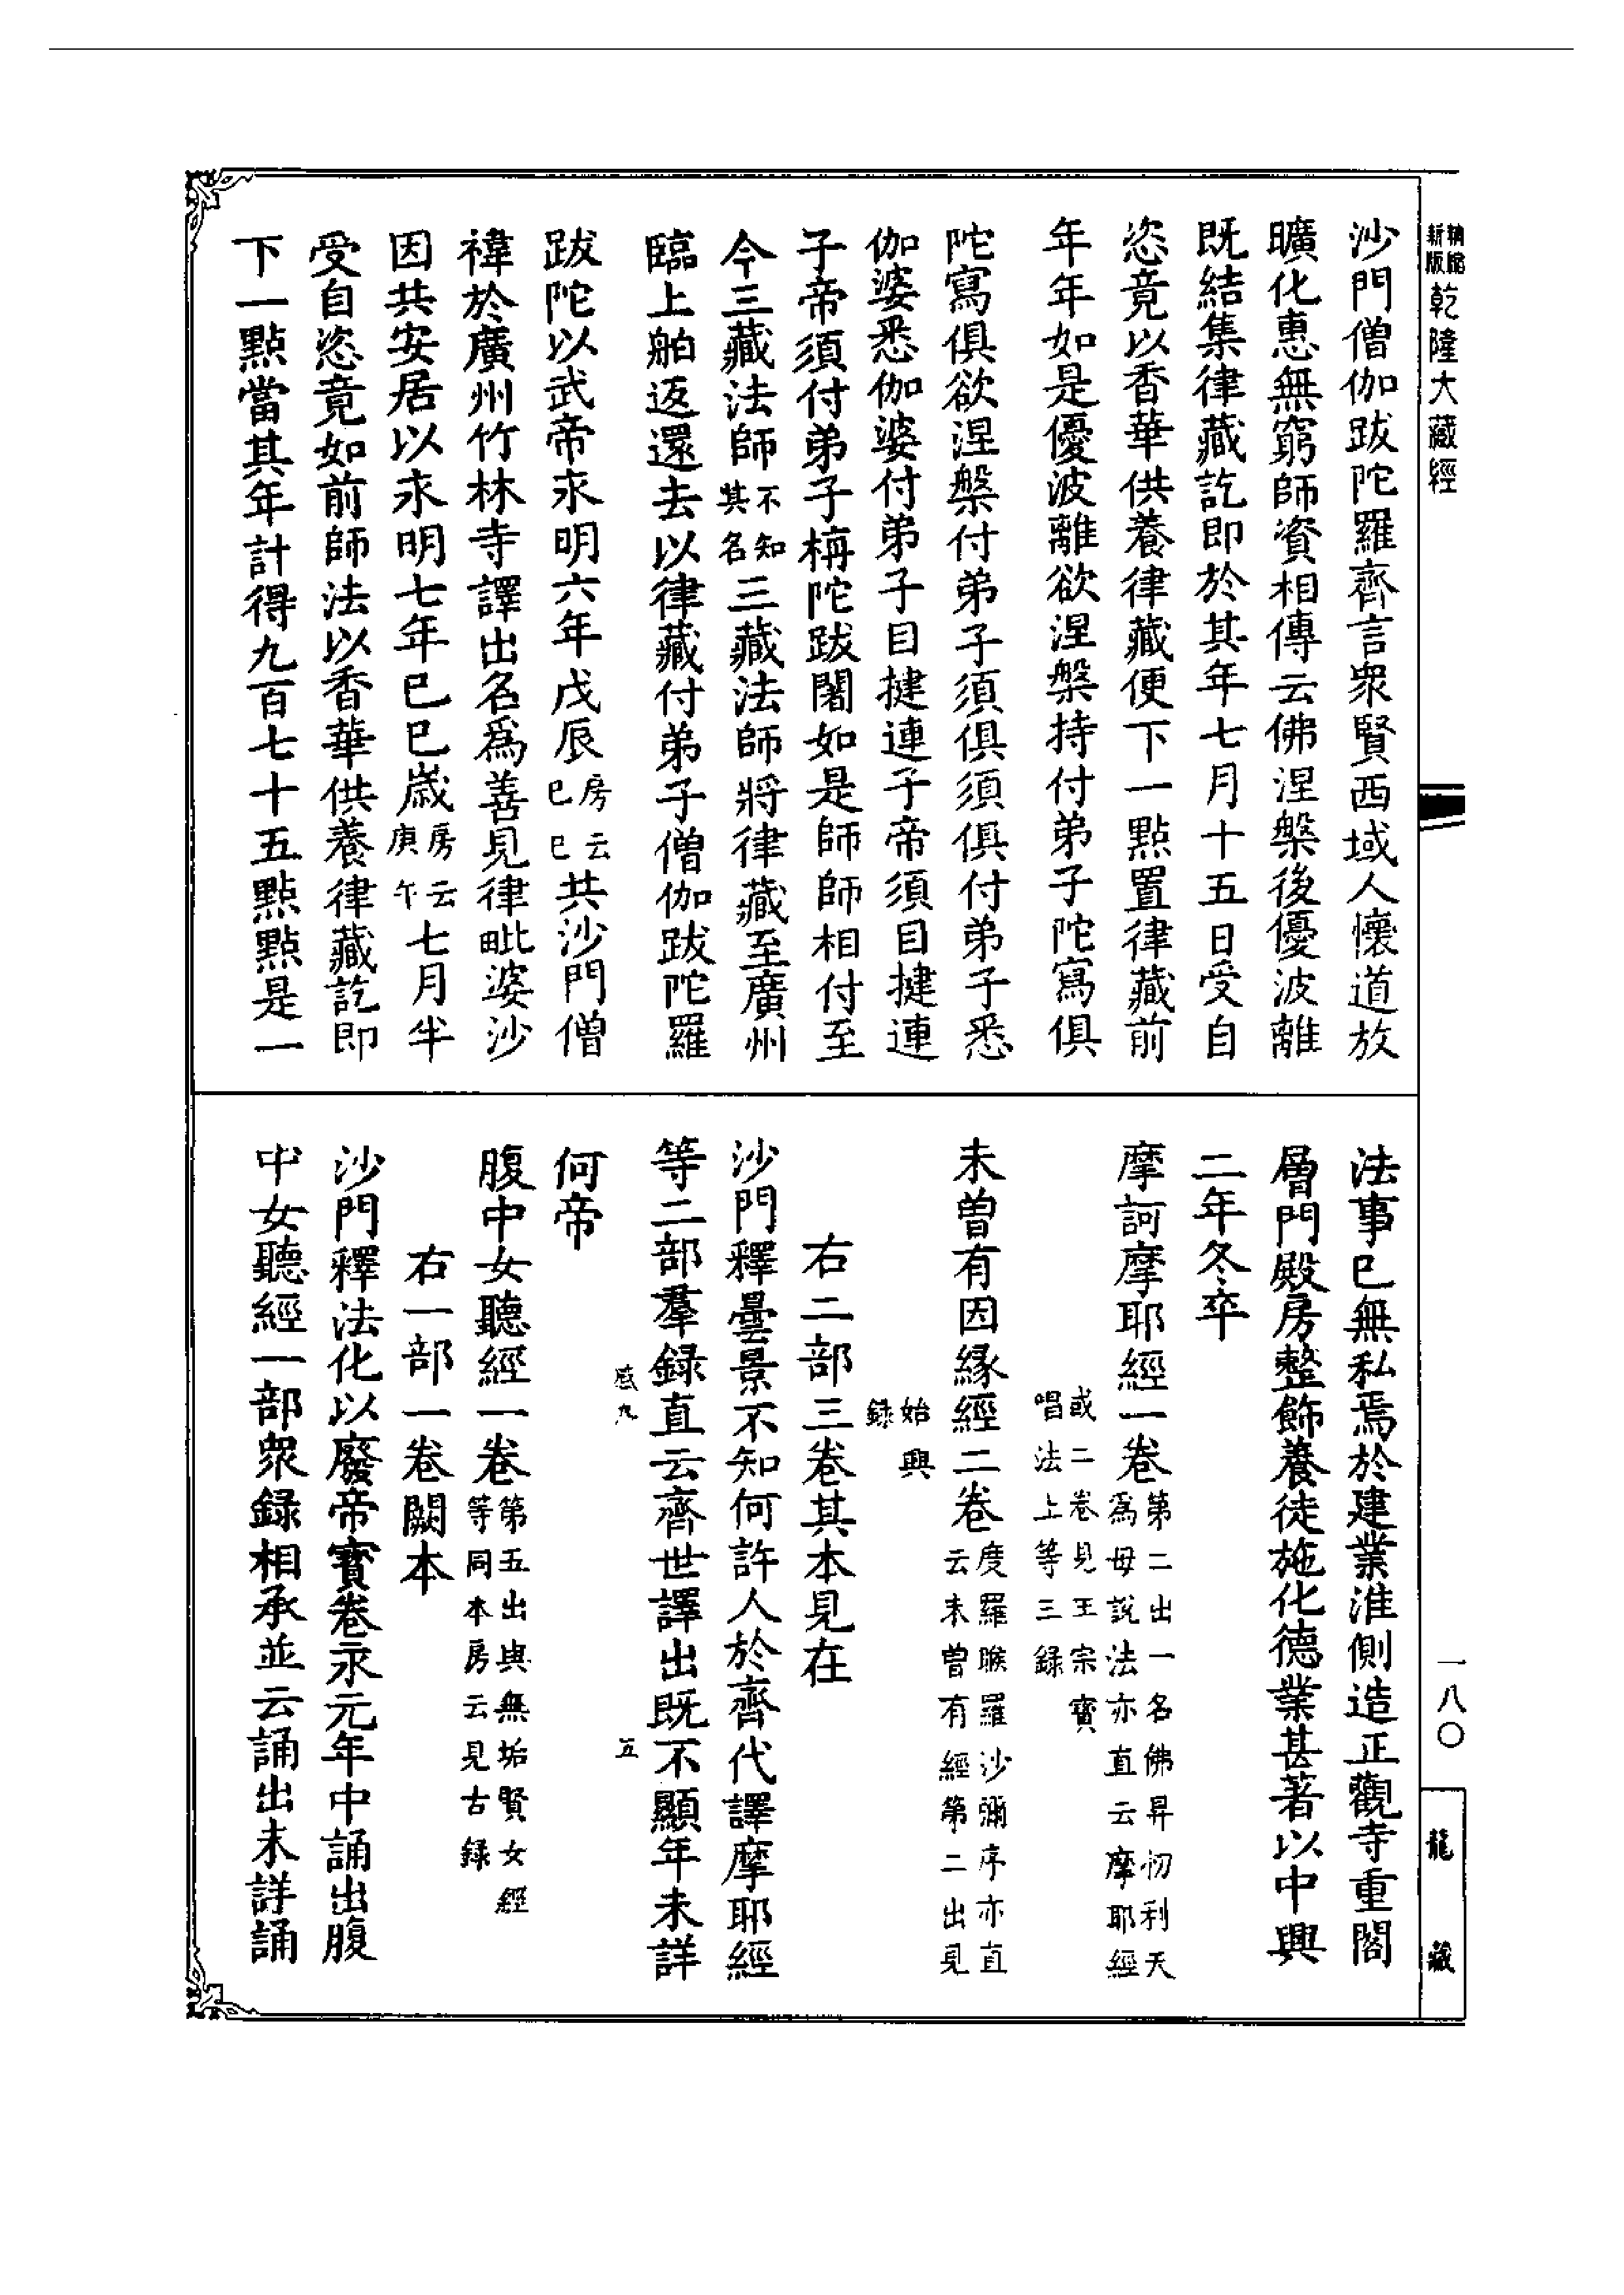 新版精縮乾隆大藏經
沙門僧伽跋陀羅齊言衆賢西域人懷道放
曠化惠無窮師資相傳云佛涅槃後優波離
既結集律藏訖即於其年七月十五日受自
恣竟以香華供養律藏便下一點置律藏前
年年如是優波離欲涅槃持付弟子陀寫俱
陀寫俱欲涅槃付弟子須俱須俱付弟子悉
伽婆悉伽婆付弟子目揵連子帝須目揵連
子帝須付弟子栴陀跋闍如是師師相付至
今三藏法師不知其名三藏法師將律藏至廣州
臨上舶返還去以律藏付弟子僧伽跋陀羅
跋陀以武帝永明六年戊辰房云己巳共沙門僧
禕於廣州竹林寺譯出名爲善見律毗婆沙
因共安居以永明七年己巳歲房云庚午七月半
受自恣竟如前師法以香華供養律藏訖即
下一點當其年計得九百七十五點點是一
一八〇
龍藏
法事已無私焉於建業淮側造正觀寺重閣
層門殿房整飾養徒施化德業甚著以中興
二年冬卒
摩訶摩耶經一卷第二出一名佛昇忉利天爲母說法亦直云摩耶經
或二卷見王宗寶唱法上等三録
未曾有因緣經二卷度羅睺羅沙彌序亦直云未曾有經第二出見
始興録
右二部三卷其本見在
沙門釋曇景不知何許人於齊代譯摩耶經
等二部羣録直云齊世譯出既不顯年未詳
何帝
腹中女聽經一卷第五出與無垢賢女經等同本房云見古録
右一部一卷闕本
沙門釋法化以廢帝寶卷永元年中誦出腹
中女聽經一部衆録相承並云誦出未詳誦